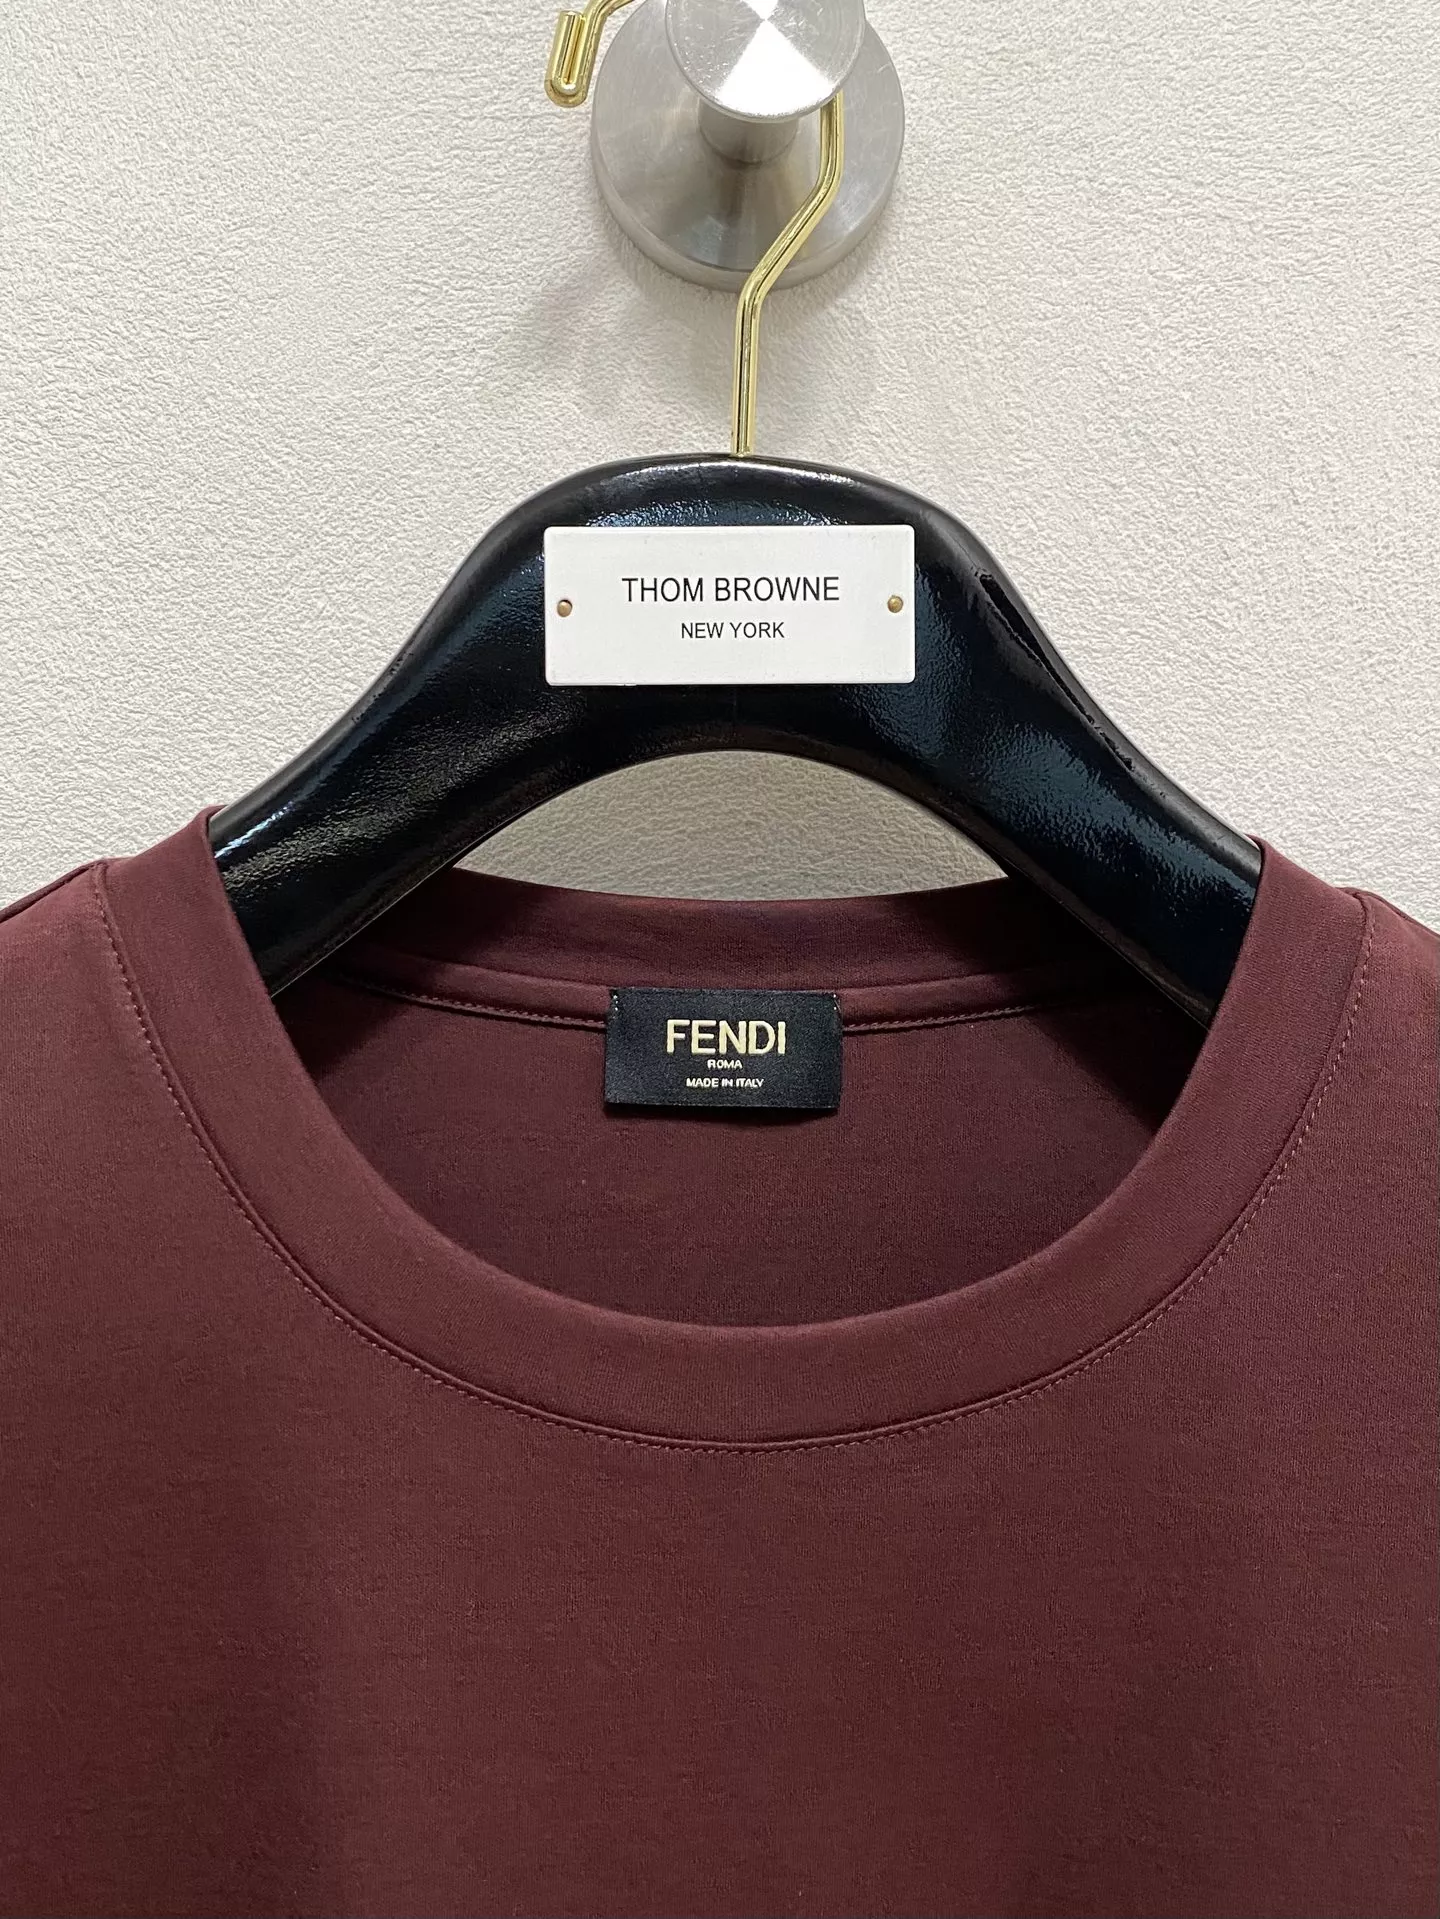 THOM BROWNE
NEW YORK
FENDI
ROMA
MADE IN ITALY